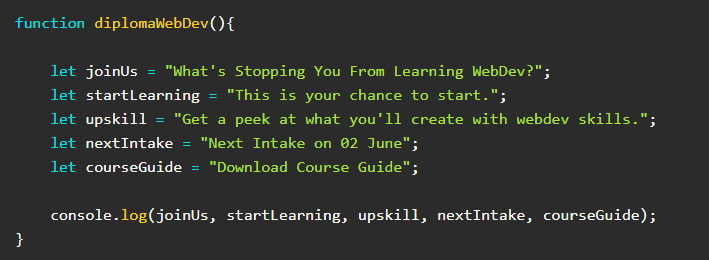 function diplomaWebDev(){
let joinUs = "What's Stopping You From Learning WebDev?";
let startLearning = "This is your chance to start.";
let upskill = "Get a peek at what you'll create with webdev skills.";
let nextIntake = "Next Intake on 02 June";
let courseGuide = "Download Course Guide";
console.log(joinUs, startLearning, upskill, nextIntake, courseGuide);
}